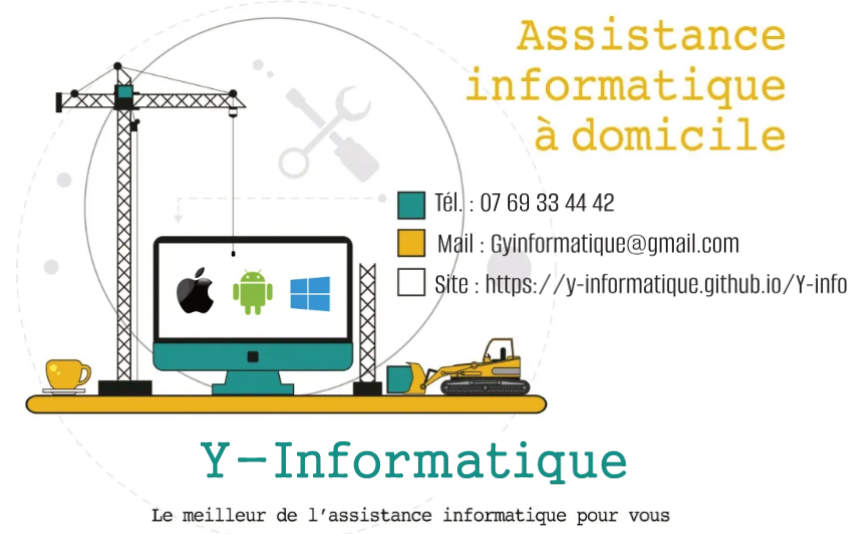 Assistance
informatique
à domicile
Tél. : 07 69 33 44 42
Mail : Gyinformatique@gmail.com
Site : https://y-informatique.github.io/Y-info
Y-Informatique
Le meilleur de l'assistance informatique pour vous